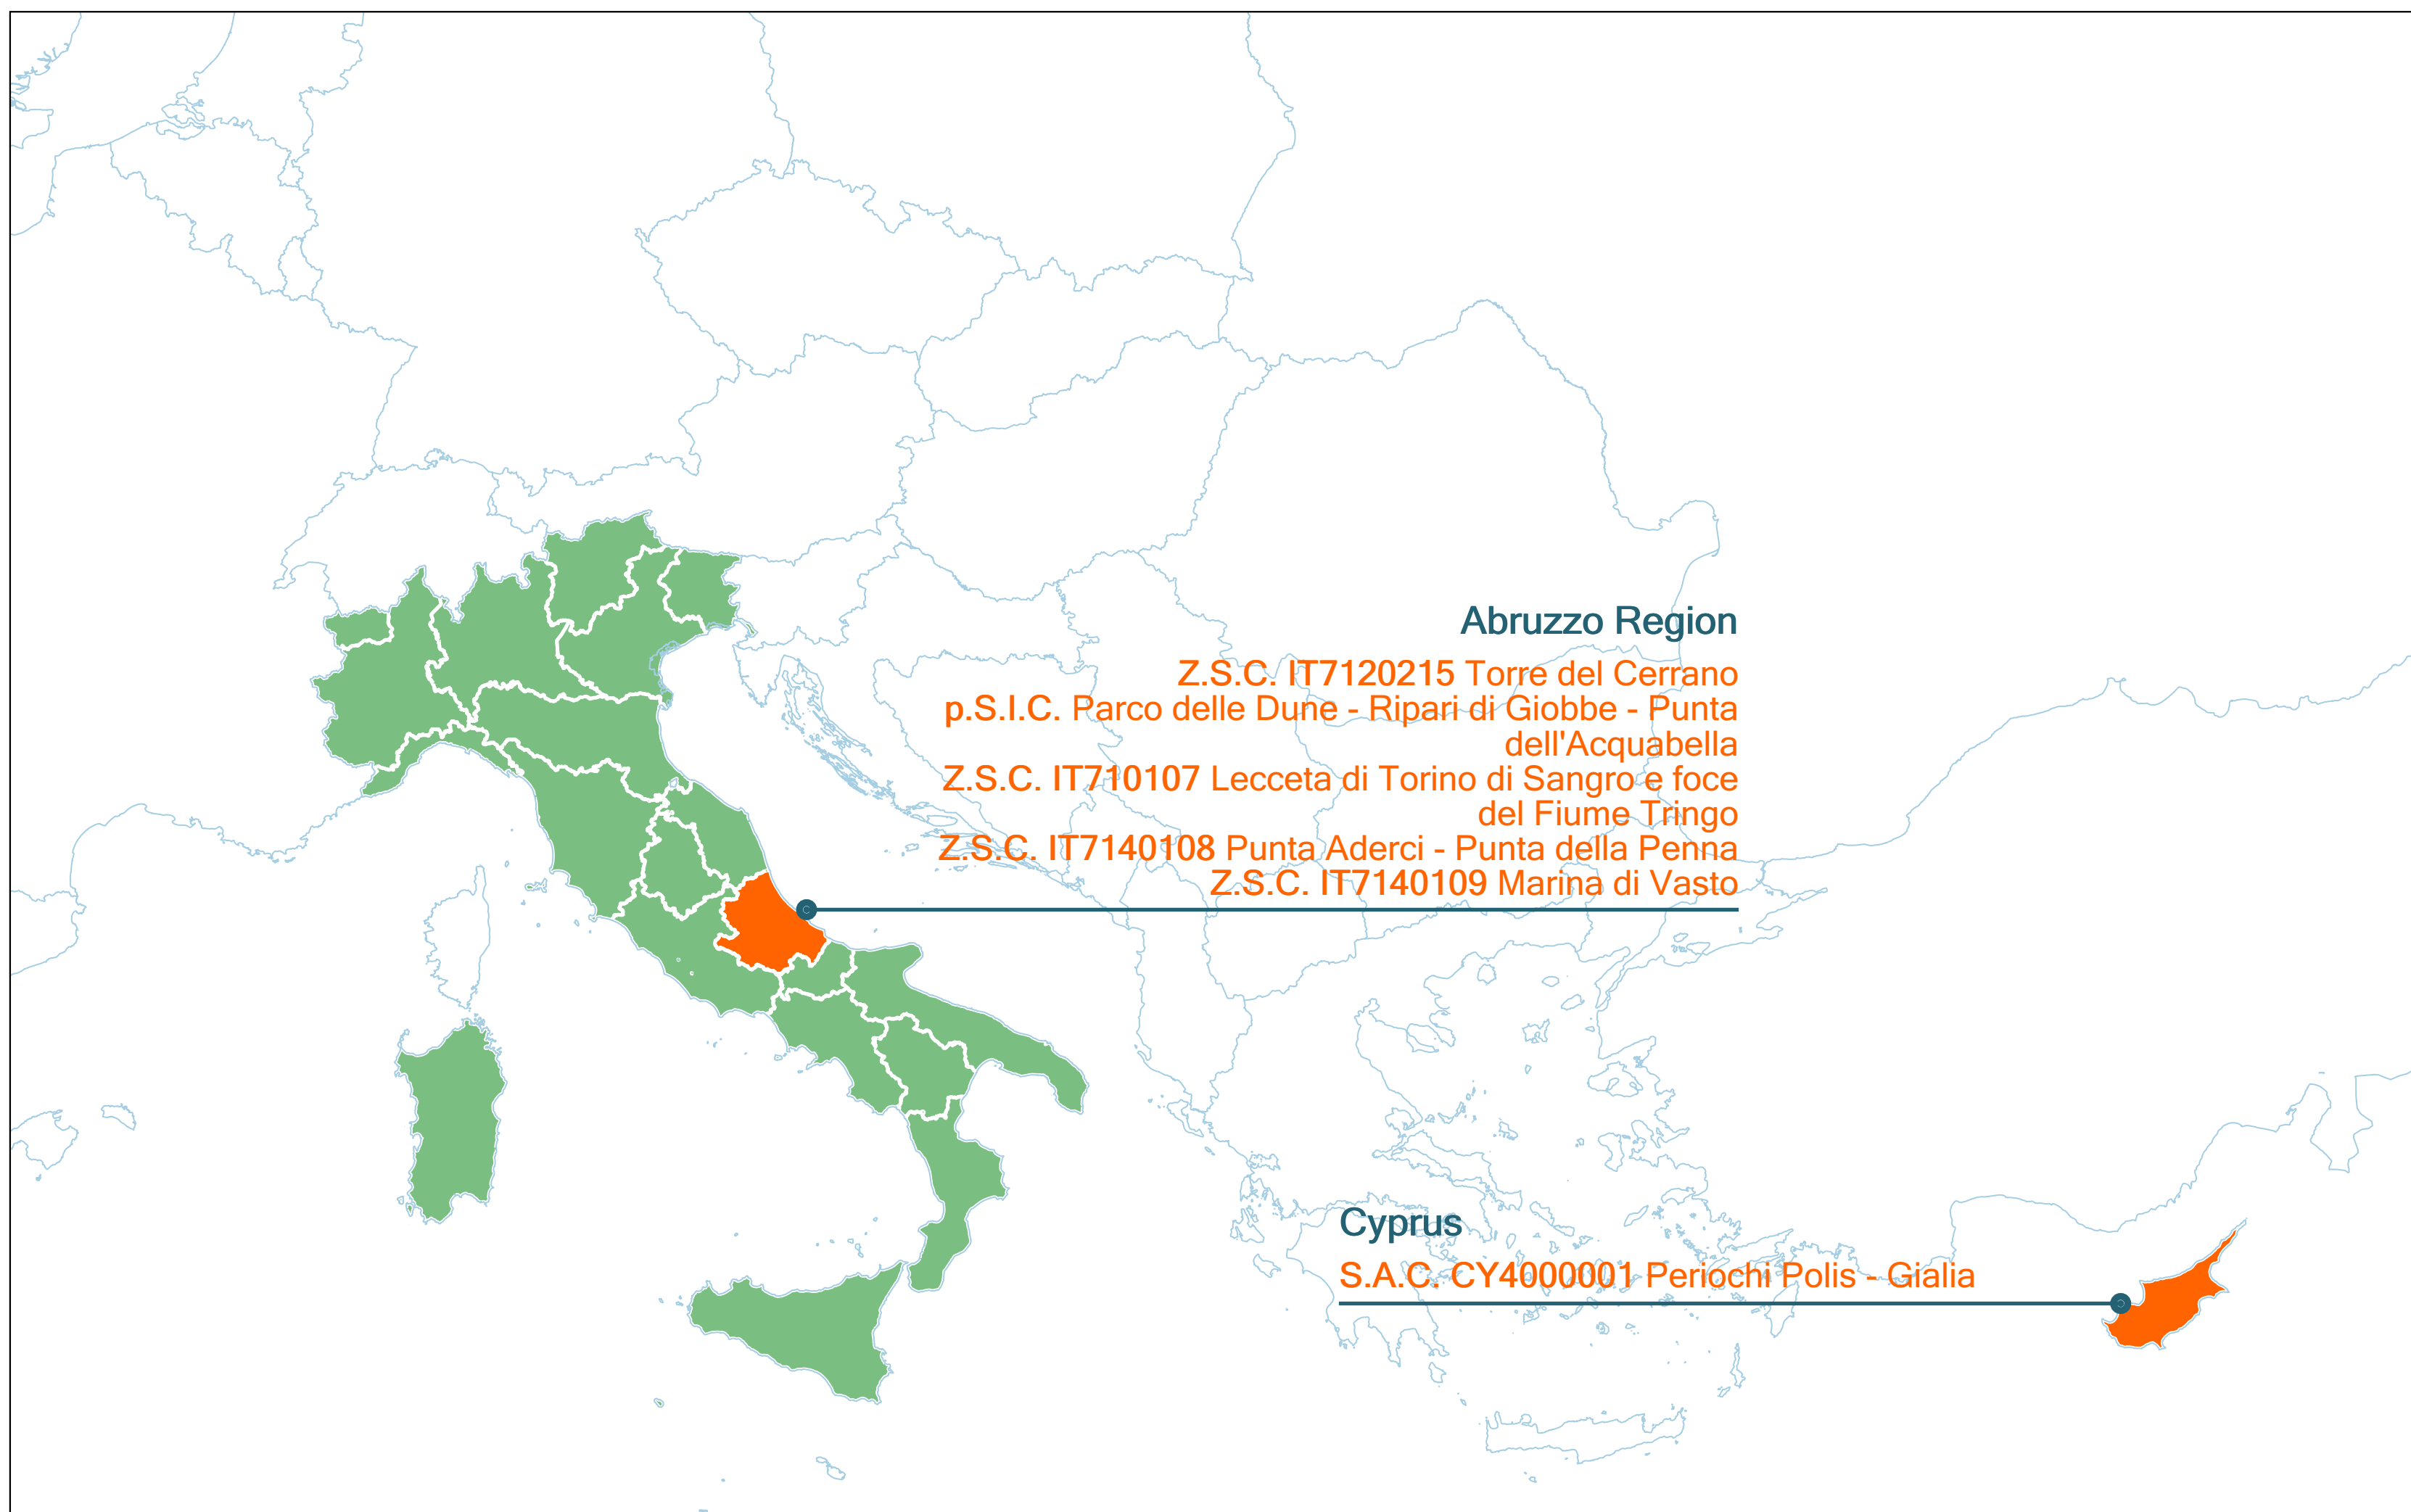 Abruzzo Region
Z.S.C. IT7120215 Torre del Cerrano
p.S.I.C. Parco delle Dune - Ripari di Giobbe - Punta
dell'Acquabella
Z.S.C. IT710107 Lecceta di Torino di Sangro e foce
del Fiume Tringo
Z.S.C. IT7140108 Punta Aderci - Punta della Penna
Z.S.C. IT7140109 Marina di Vasto
Cyprus
S.A.C. CY4000001 Periochi Polis - Gialia